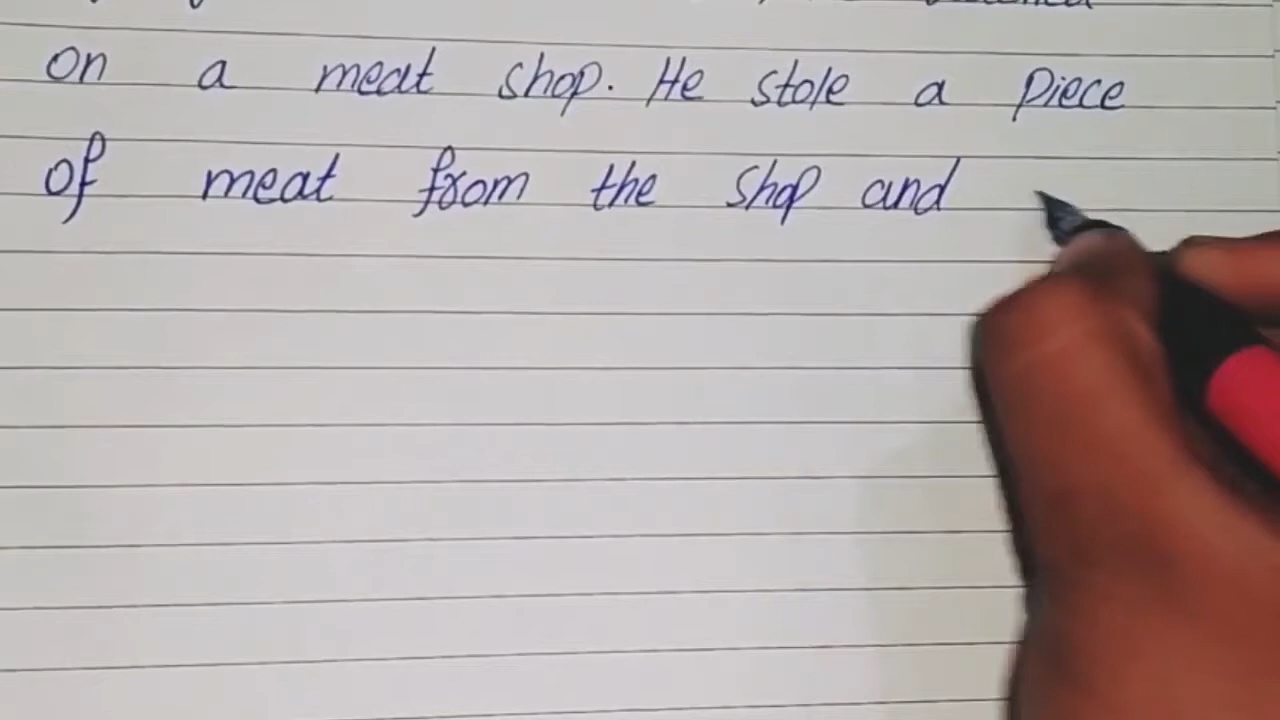 on a meat shop. He stole a Piece
of meat from the shop and